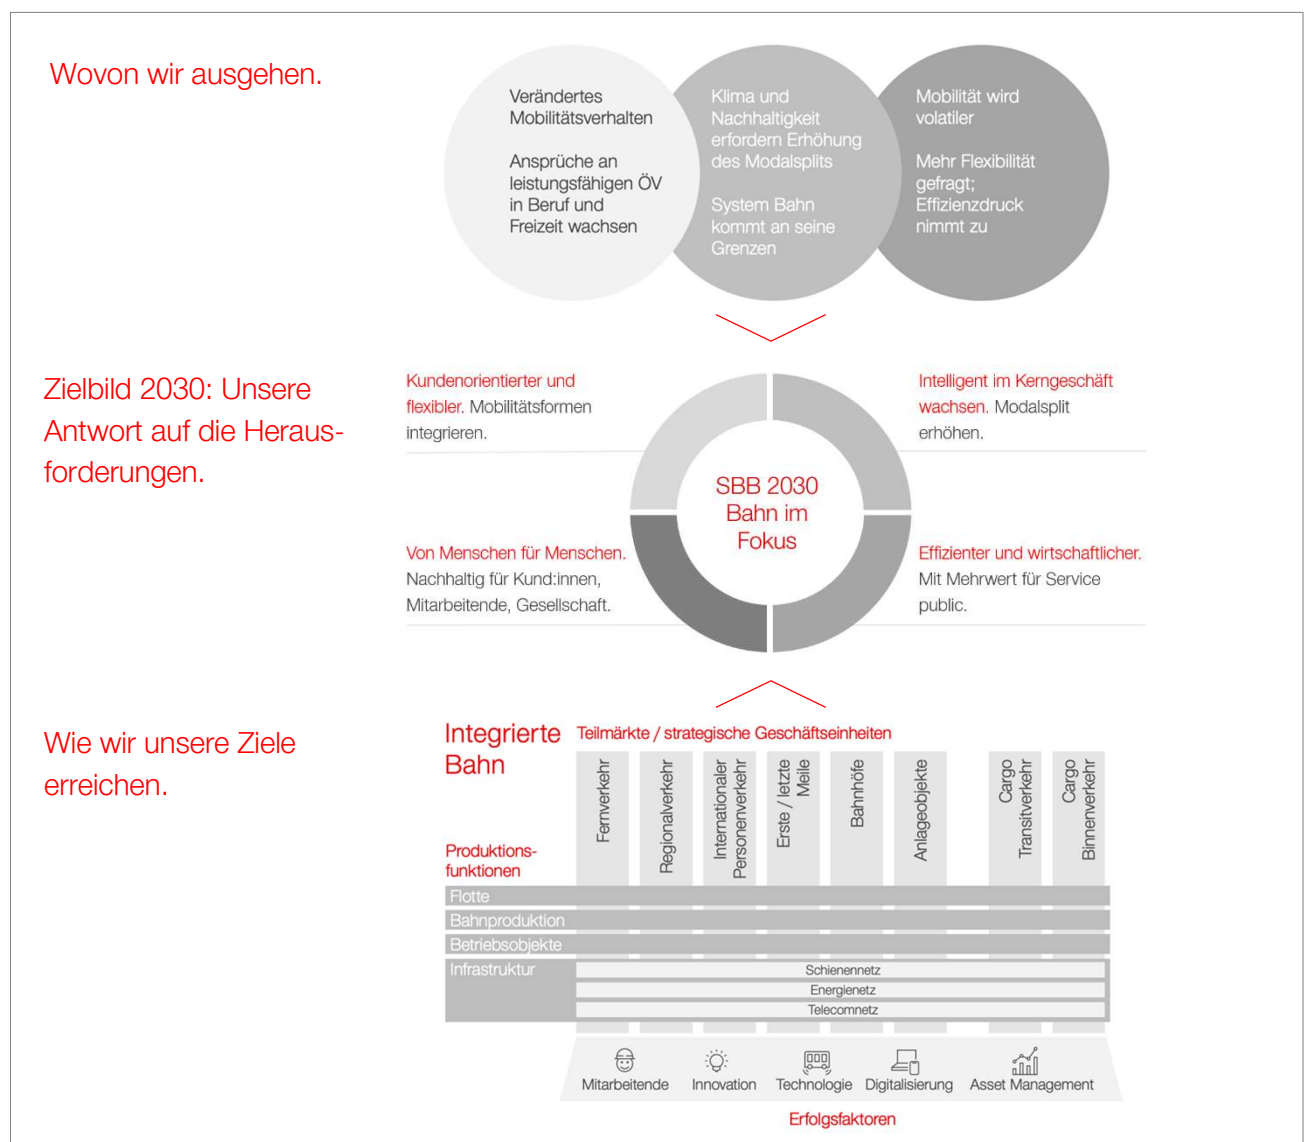 Wovon wir ausgehen.
Verändertes
Mobilitätsverhalten
Ansprüche an
leistungsfähigen ÖV
in Beruf und
Freizeit wachsen
Klima und
Nachhaltigkeit
erfordern Erhöhung
des Modalsplits
System Bahn
kommt an seine
Grenzen
Mobilität wird
volatiler
Mehr Flexibilität
gefragt;
Effizienzdruck
nimmt zu
Zielbild 2030: Unsere
Antwort auf die Heraus-
forderungen.
Kundenorientierter und
flexibler. Mobilitätsformen
integrieren.
Intelligent im Kerngeschäft
wachsen. Modalsplit
erhöhen.
SBB 2030
Bahn im
Fokus
Von Menschen für Menschen.
Nachhaltig für Kund:innen,
Mitarbeitende, Gesellschaft.
Effizienter und wirtschaftlicher.
Mit Mehrwert für Service
public.
Wie wir unsere Ziele
erreichen.
Integrierte
Bahn
Teilmärkte / strategische Geschäftseinheiten
Fernverkehr
Regionalverkehr
Internationaler
Personenverkehr
Erste / letzte
Meile
Bahnhöfe
Anlageobjekte
Cargo
Transitverkehr
Cargo
Binnenverkehr
Produktions-
funktionen
Flotte
Bahnproduktion
Betriebsobjekte
Infrastruktur
Schienennetz
Energienetz
Telecomnetz
Mitarbeitende
Innovation
Technologie
Digitalisierung
Asset Management
Erfolgsfaktoren